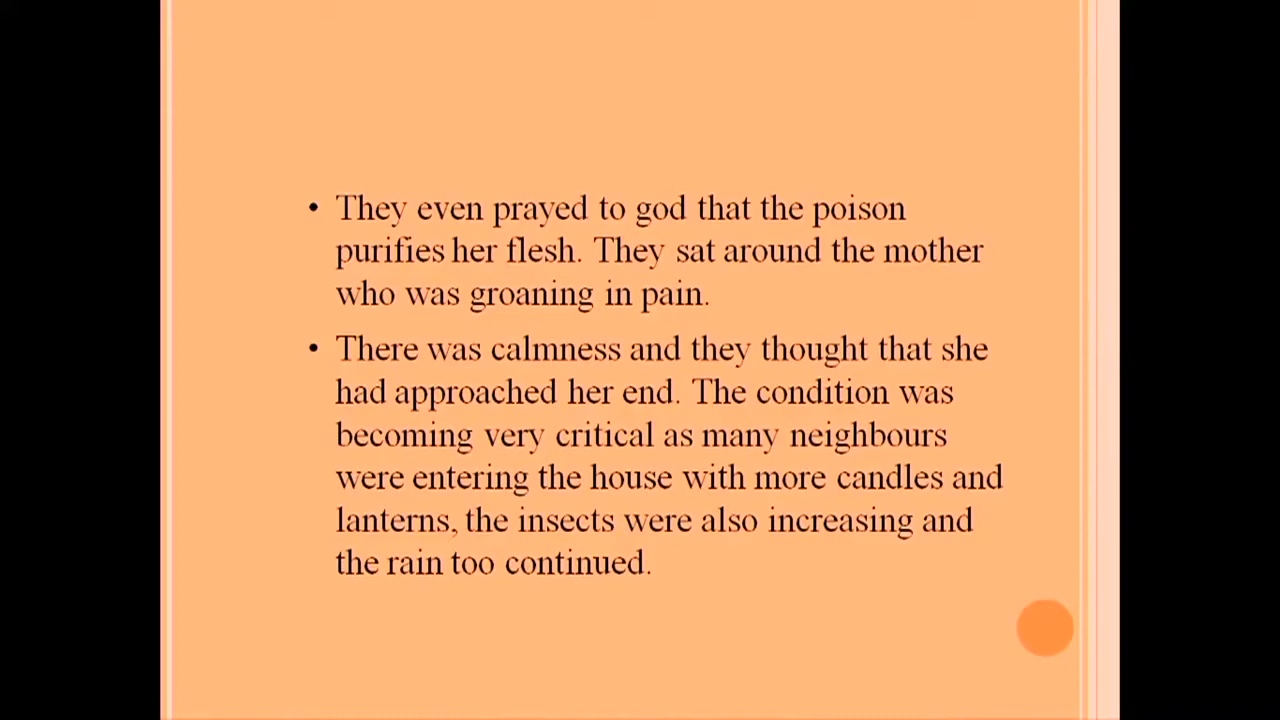 • They even prayed to god that the poison
purifies her flesh. They sat around the mother
who was groaning in pain.
• There was calmness and they thought that she
had approached her end. The condition was
becoming very critical as many neighbours
were entering the house with more candles and
lanterns, the insects were also increasing and
the rain too continued.